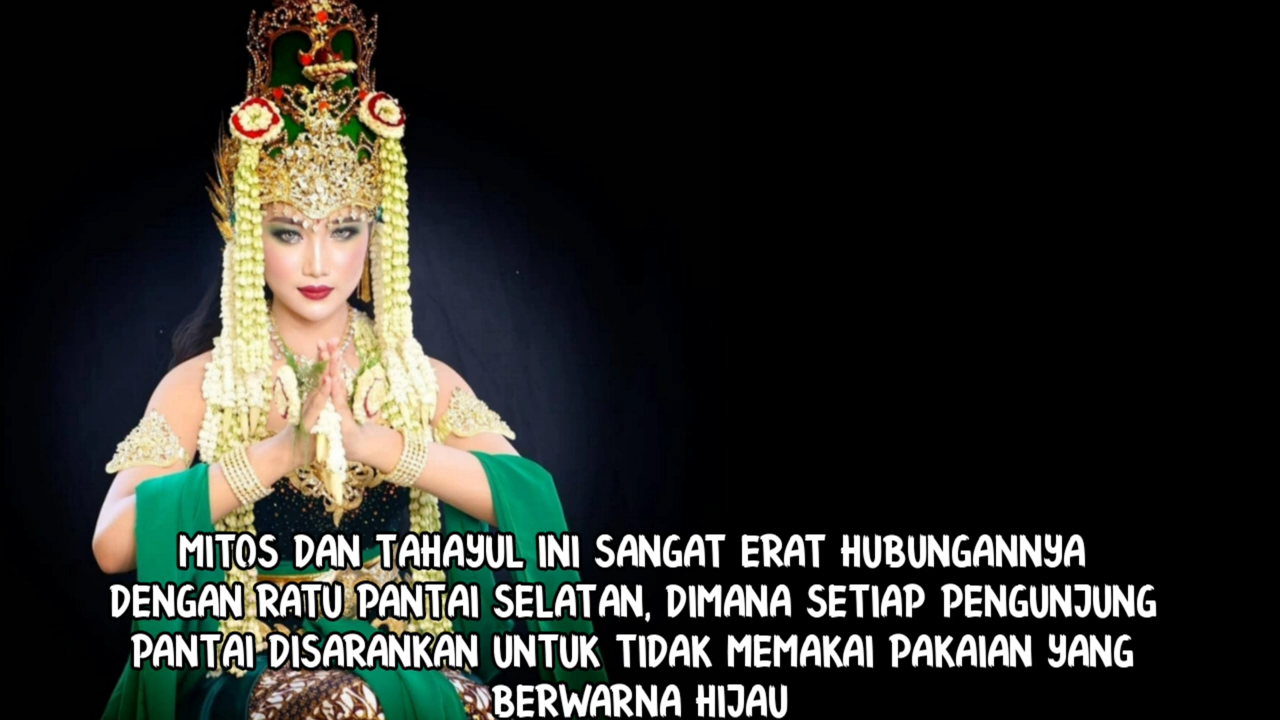 MITOS DAN TAHAYUL INI SANGAT ERAT HUBUNGANNYA
DENGAN RATU PANTAI SELATAN, DIMANA SETIAP PENGUNJUNG
PANTAI DISARANKAN UNTUK TIDAK MEMAKAI PAKAIAN YANG
BERWARNA HIJAU